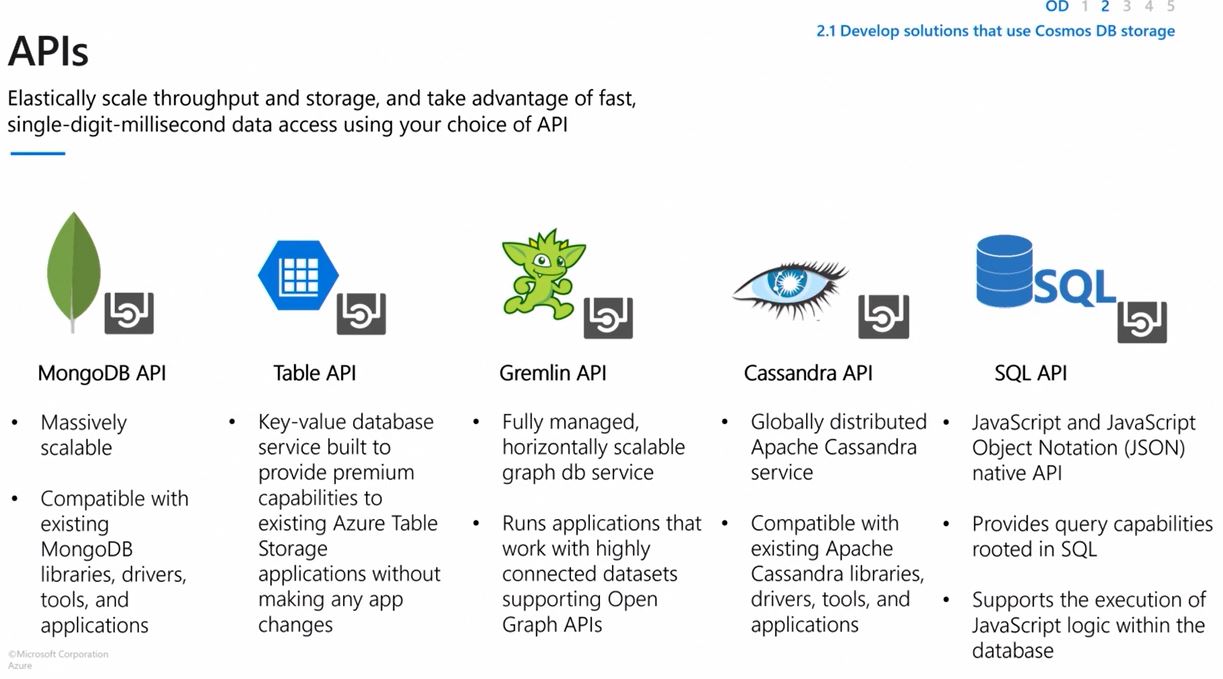 OD 1 2 3 4 5
2.1 Develop solutions that use Cosmos DB storage
APIs
Elastically scale throughput and storage, and take advantage of fast,
single-digit-millisecond data access using your choice of API
MongoDB API
• Massively
scalable
• Compatible with
existing
MongoDB
libraries, drivers,
tools, and
applications
Table API
• Key-value database
service built to
provide premium
capabilities to
existing Azure Table
Storage
applications without
making any app
changes
Gremlin API
• Fully managed,
horizontally scalable
graph db service
• Runs applications that
work with highly
connected datasets
supporting Open
Graph APIs
Cassandra API
• Globally distributed
Apache Cassandra
service
• Compatible with
existing Apache
Cassandra libraries,
drivers, tools, and
applications
SQL
SQL API
• JavaScript and JavaScript
Object Notation (JSON)
native API
• Provides query capabilities
rooted in SQL
• Supports the execution of
JavaScript logic within the
database
©Microsoft Corporation
Azure